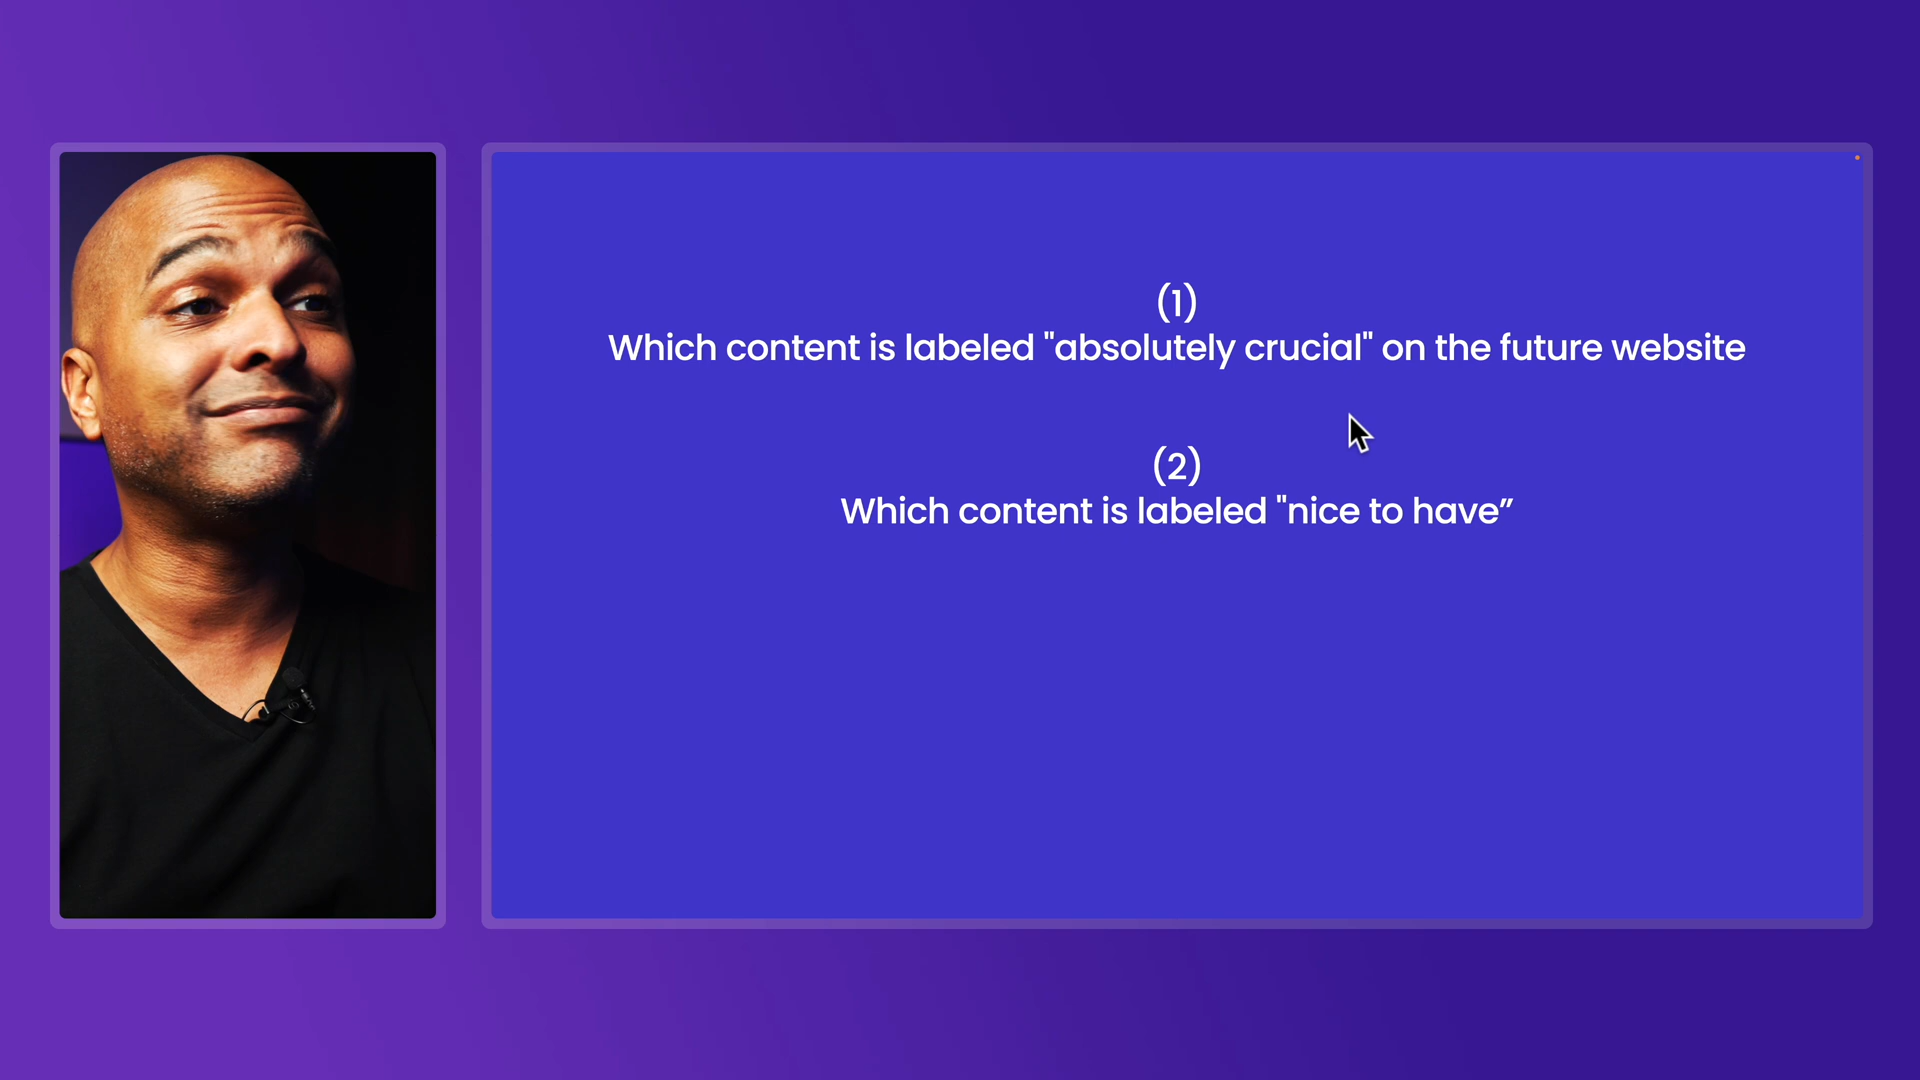 (1)
Which content is labeled "absolutely crucial" on the future website
(2)
Which content is labeled "nice to have”